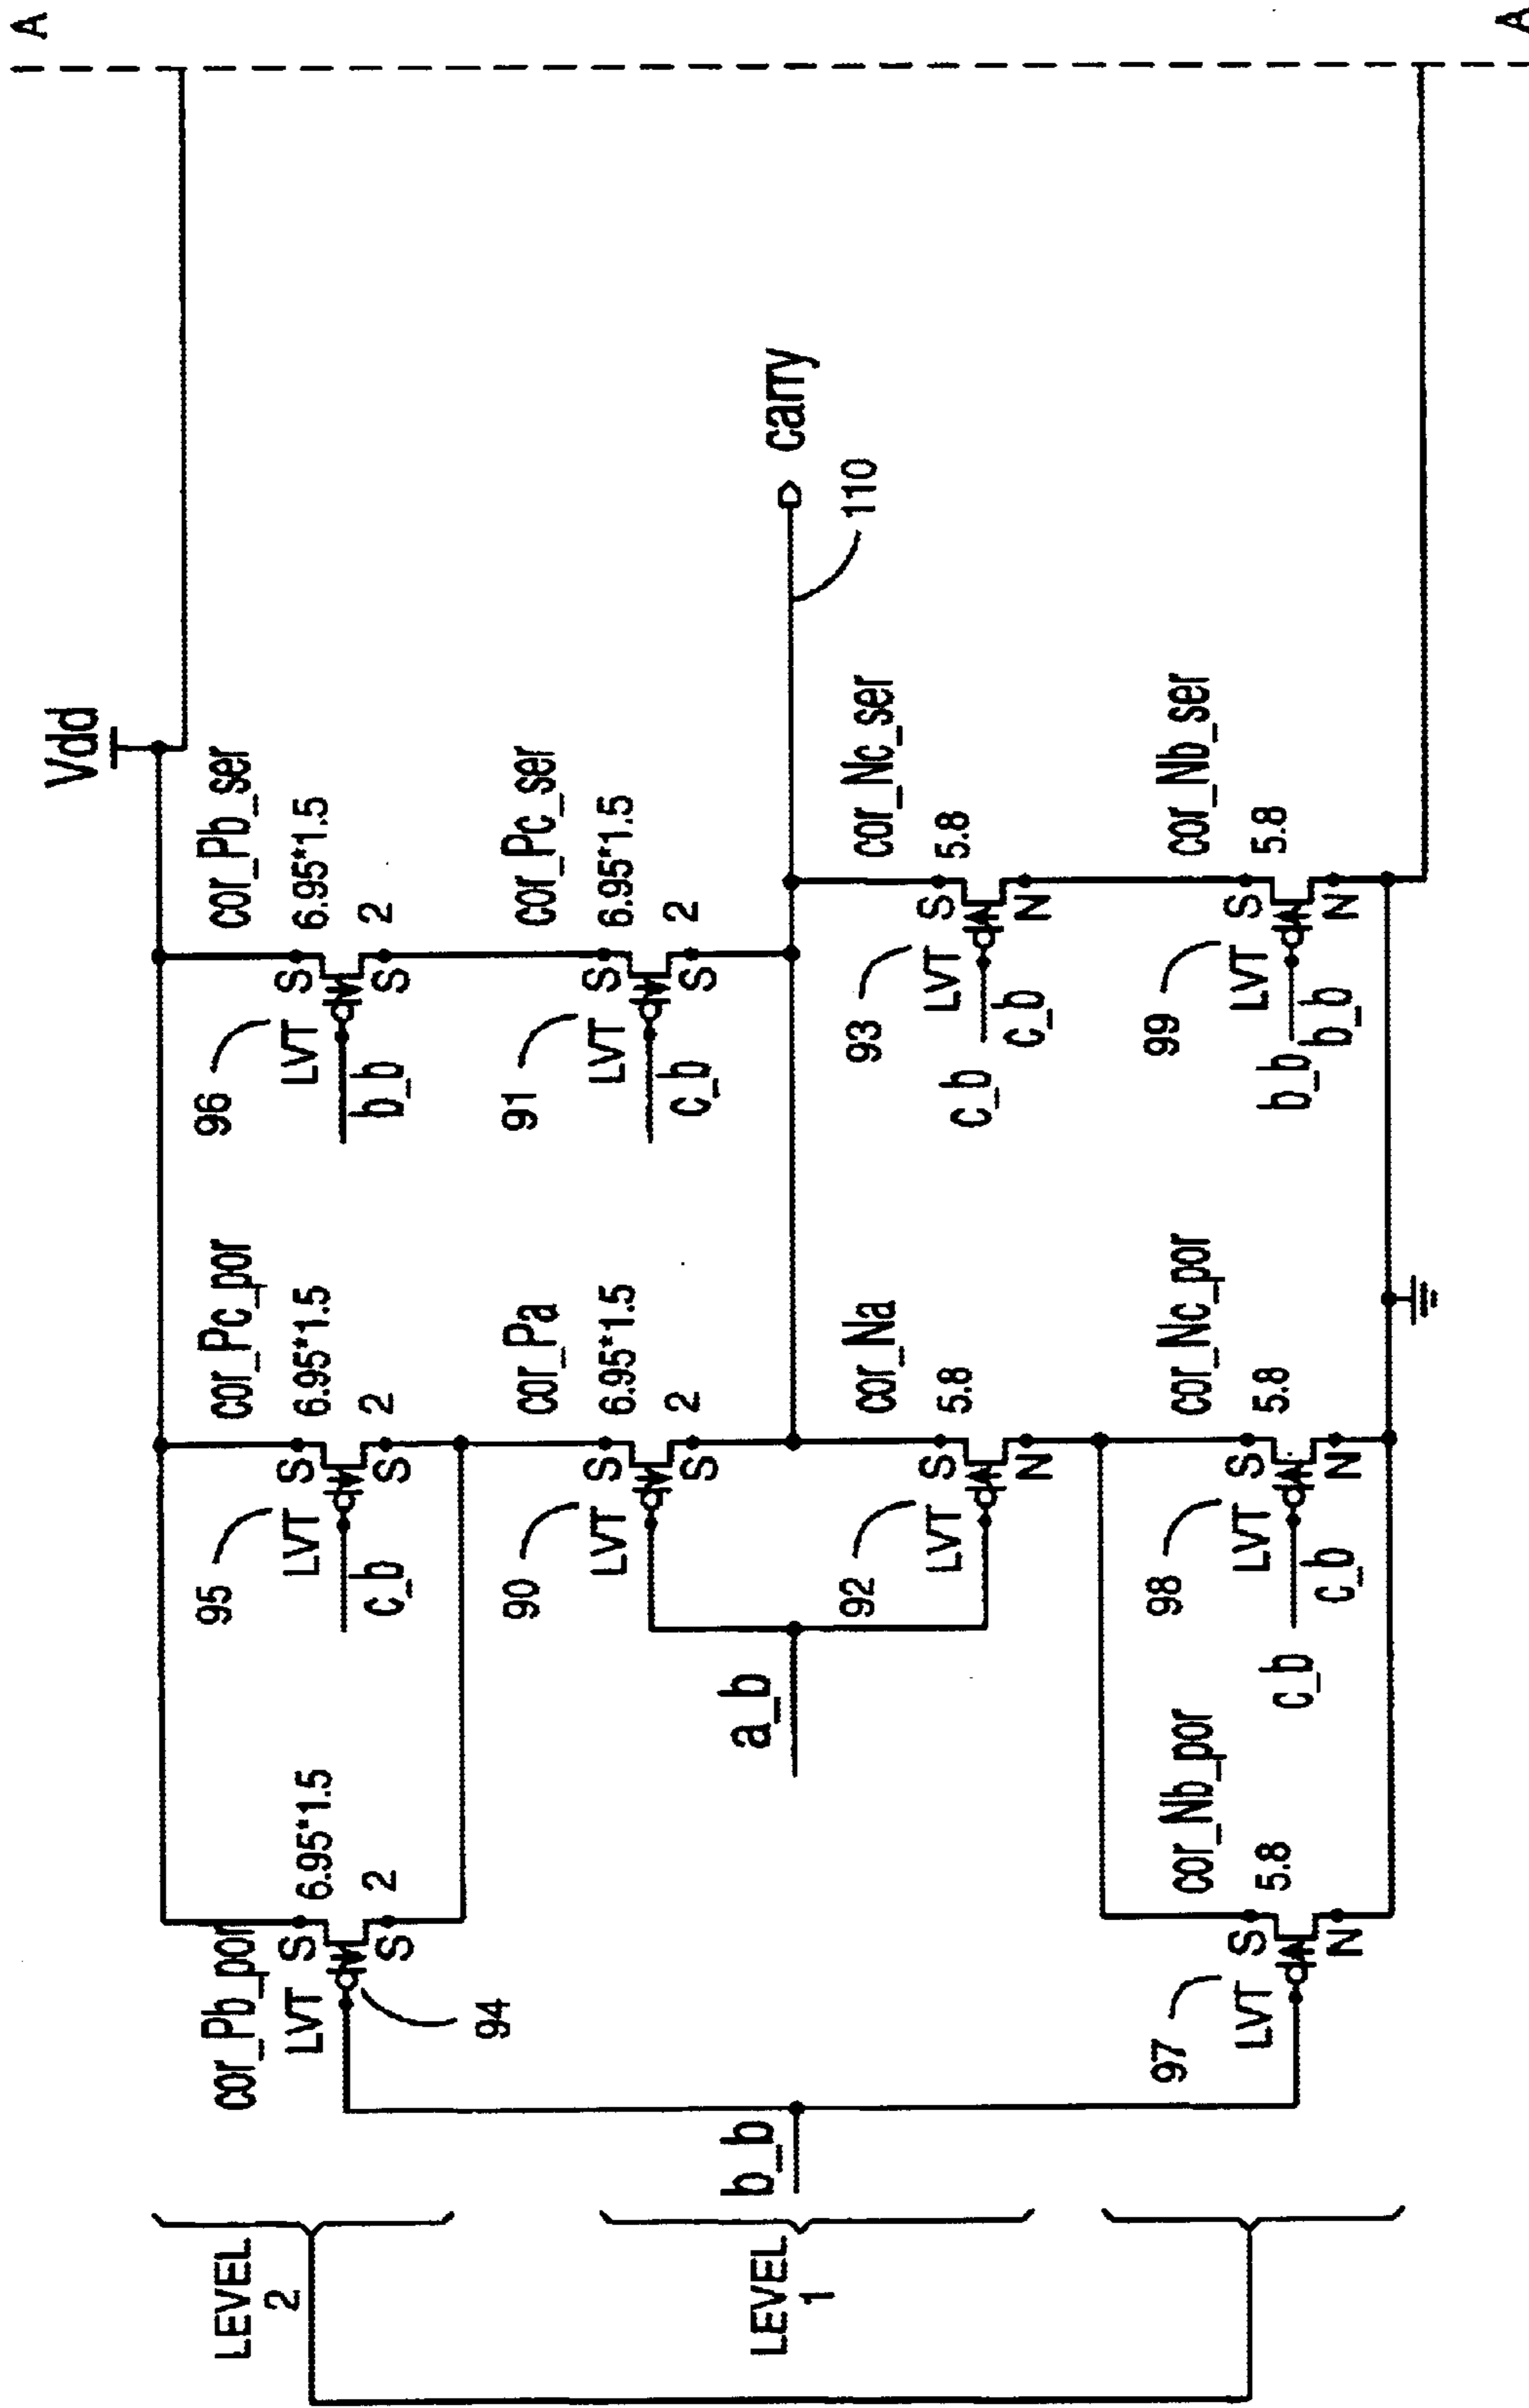 A
A
Vdd
cor_Pb_por
6.95*1.5
S
LVT
S
2
94
cor_Pc_por
6.95*1.5
S
LVT
S
2
95
c_b
cor_Pb_ser
6.95*1.5
S
LVT
S
2
96
b_b
cor_Pa
6.95*1.5
S
LVT
S
2
90
cor_Pc_ser
6.95*1.5
S
LVT
S
2
91
c_b
LEVEL
2
LEVEL
1
b_b
a_b
carry
110
cor_Na
5.8
S
LVT
N
92
cor_Nc_ser
5.8
S
LVT
N
93
c_b
c_b
cor_Nb_por
5.8
S
LVT
N
97
cor_Nc_por
5.8
S
LVT
N
98
c_b
c_b
cor_Nb_ser
5.8
S
LVT
N
99
b_b
b_b